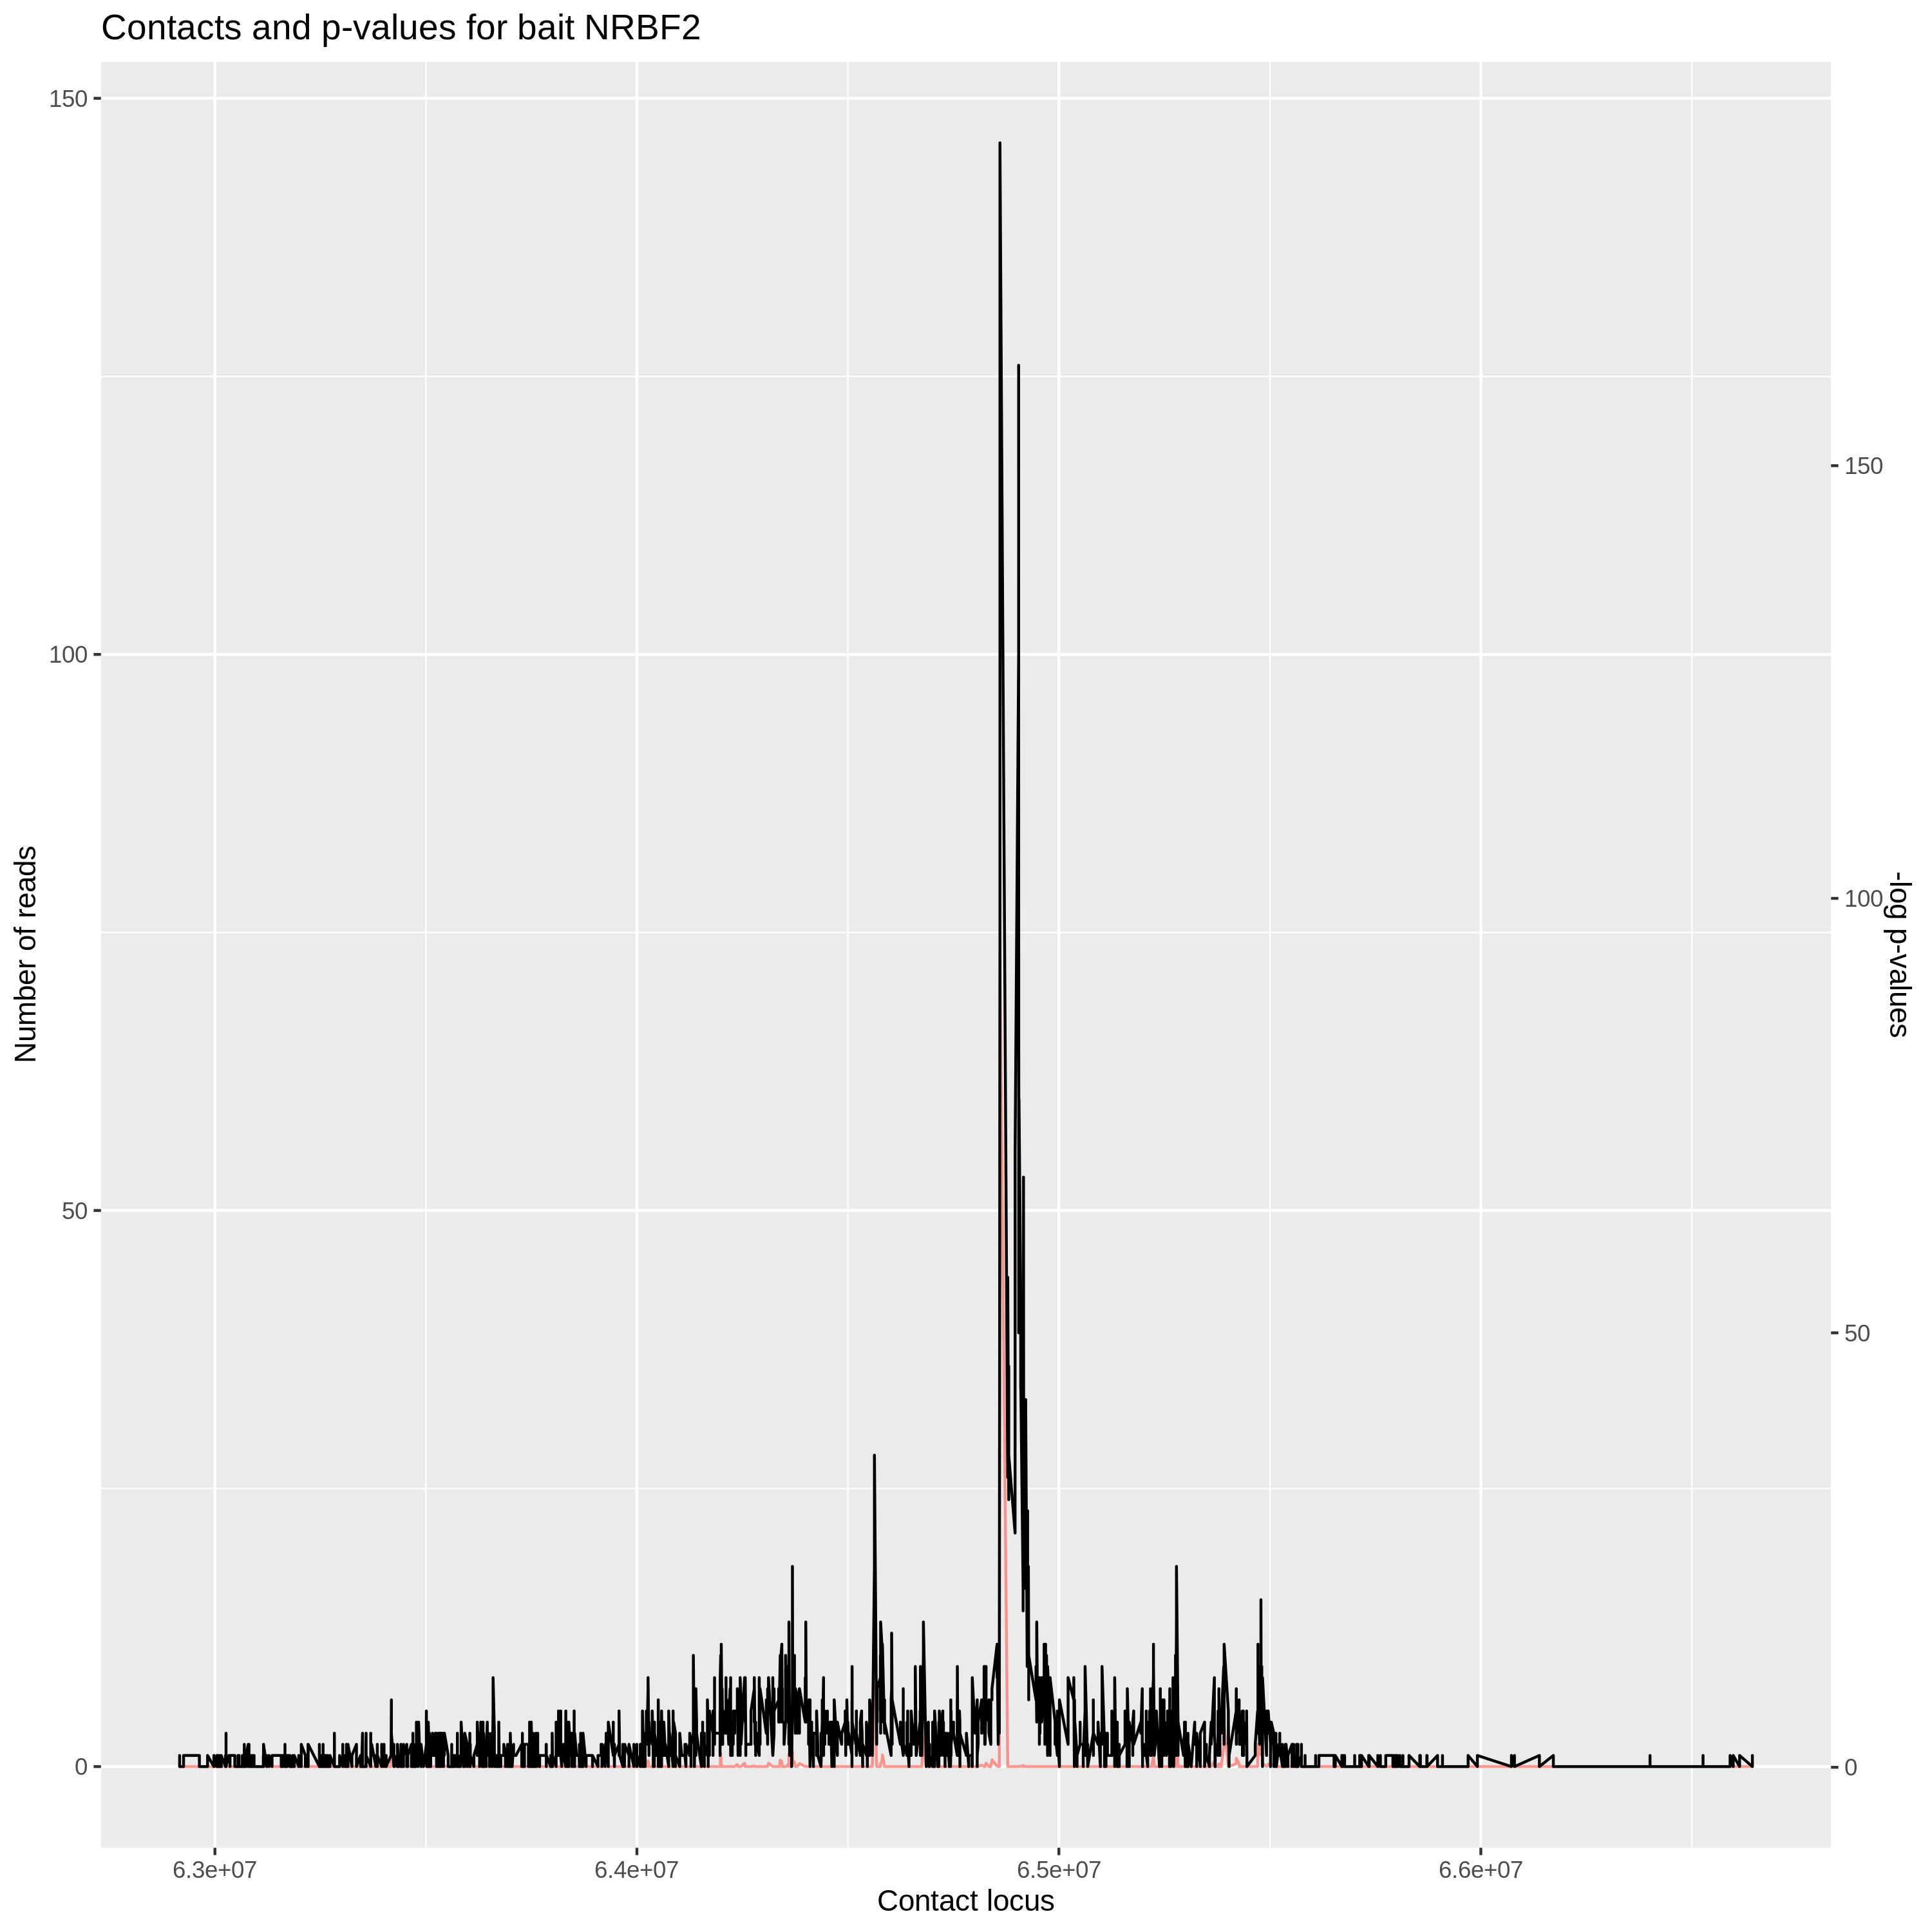 Contacts and p-values for bait NRBF2
150
100
50
0
Number of reads
150
100
50
0
-log p-values
6.3e+07 6.4e+07 6.5e+07 6.6e+07
Contact locus